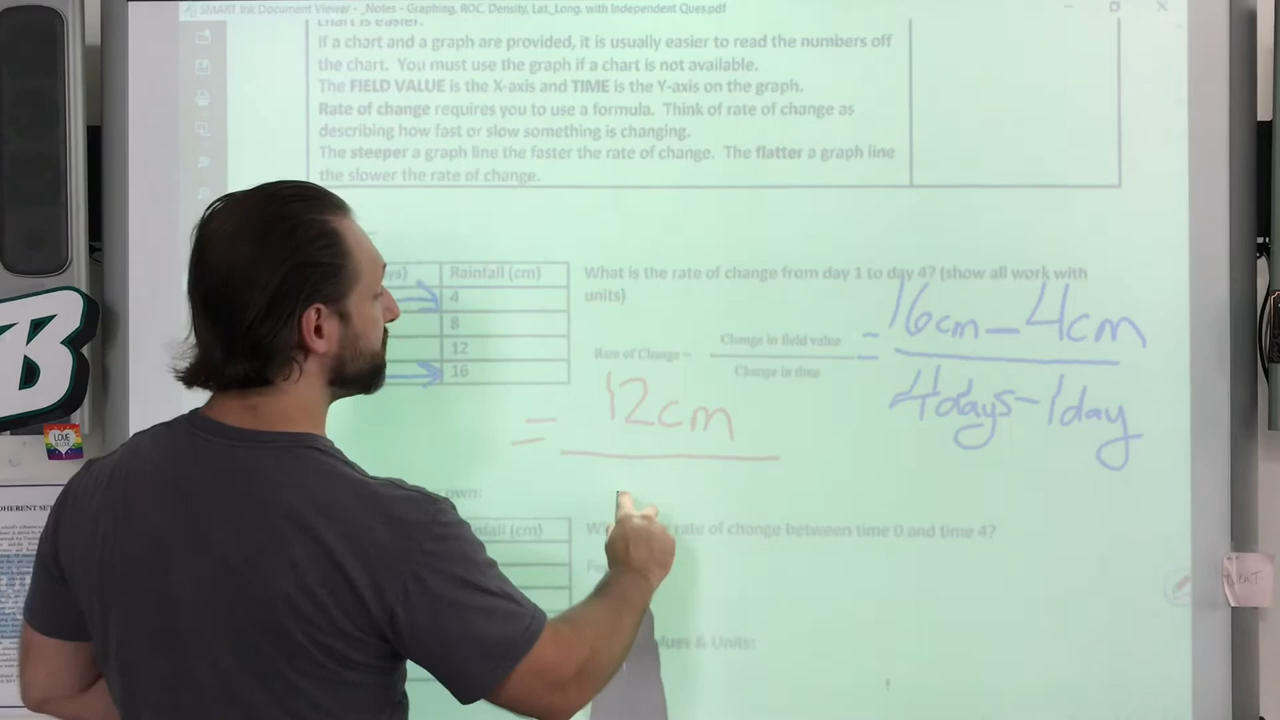 SMART Ink Document Viewer - _Notes - Graphing, ROC, Density, Lat_Long. with Independent Ques.pdf
chart is easier.
If a chart and a graph are provided, it is usually easier to read the numbers off
the chart. You must use the graph if a chart is not available.
The FIELD VALUE is the X-axis and TIME is the Y-axis on the graph.
Rate of change requires you to use a formula. Think of rate of change as
describing how fast or slow something is changing.
The steeper a graph line the faster the rate of change. The flatter a graph line
the slower the rate of change.
Rainfall (cm)
4
8
12
16
What is the rate of change from day 1 to day 4? (show all work with
units)
Rate of Change = Change in field value
Change in time
= 16cm - 4cm
4days - 1day
= 12cm
own:
nfall (cm)
rate of change between time 0 and time 4?
lues & Units:
B
LOVE
OHERENT SET